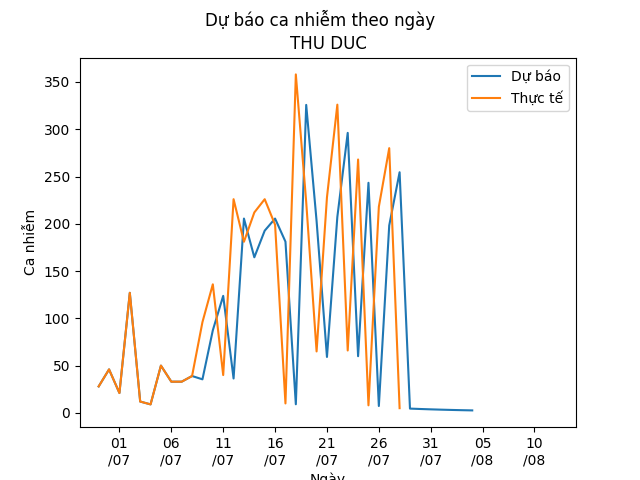 Dự báo ca nhiễm theo ngày
THU DUC
Dự báo
Thực tế
Ca nhiễm
350
300
250
200
150
100
50
0
01 06 11 16 21 26 31 05 10
/07 /07 /07 /07 /07 /07 /07 /08 /08
Ngày